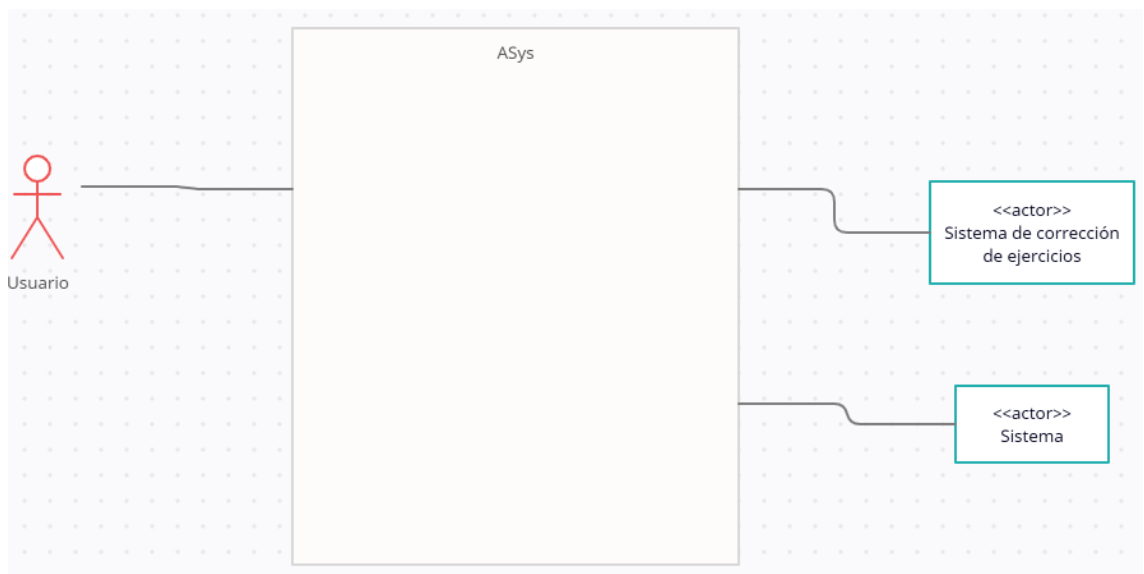 ASys
Usuario
<<actor>>
Sistema de corrección
de ejercicios
<<actor>>
Sistema